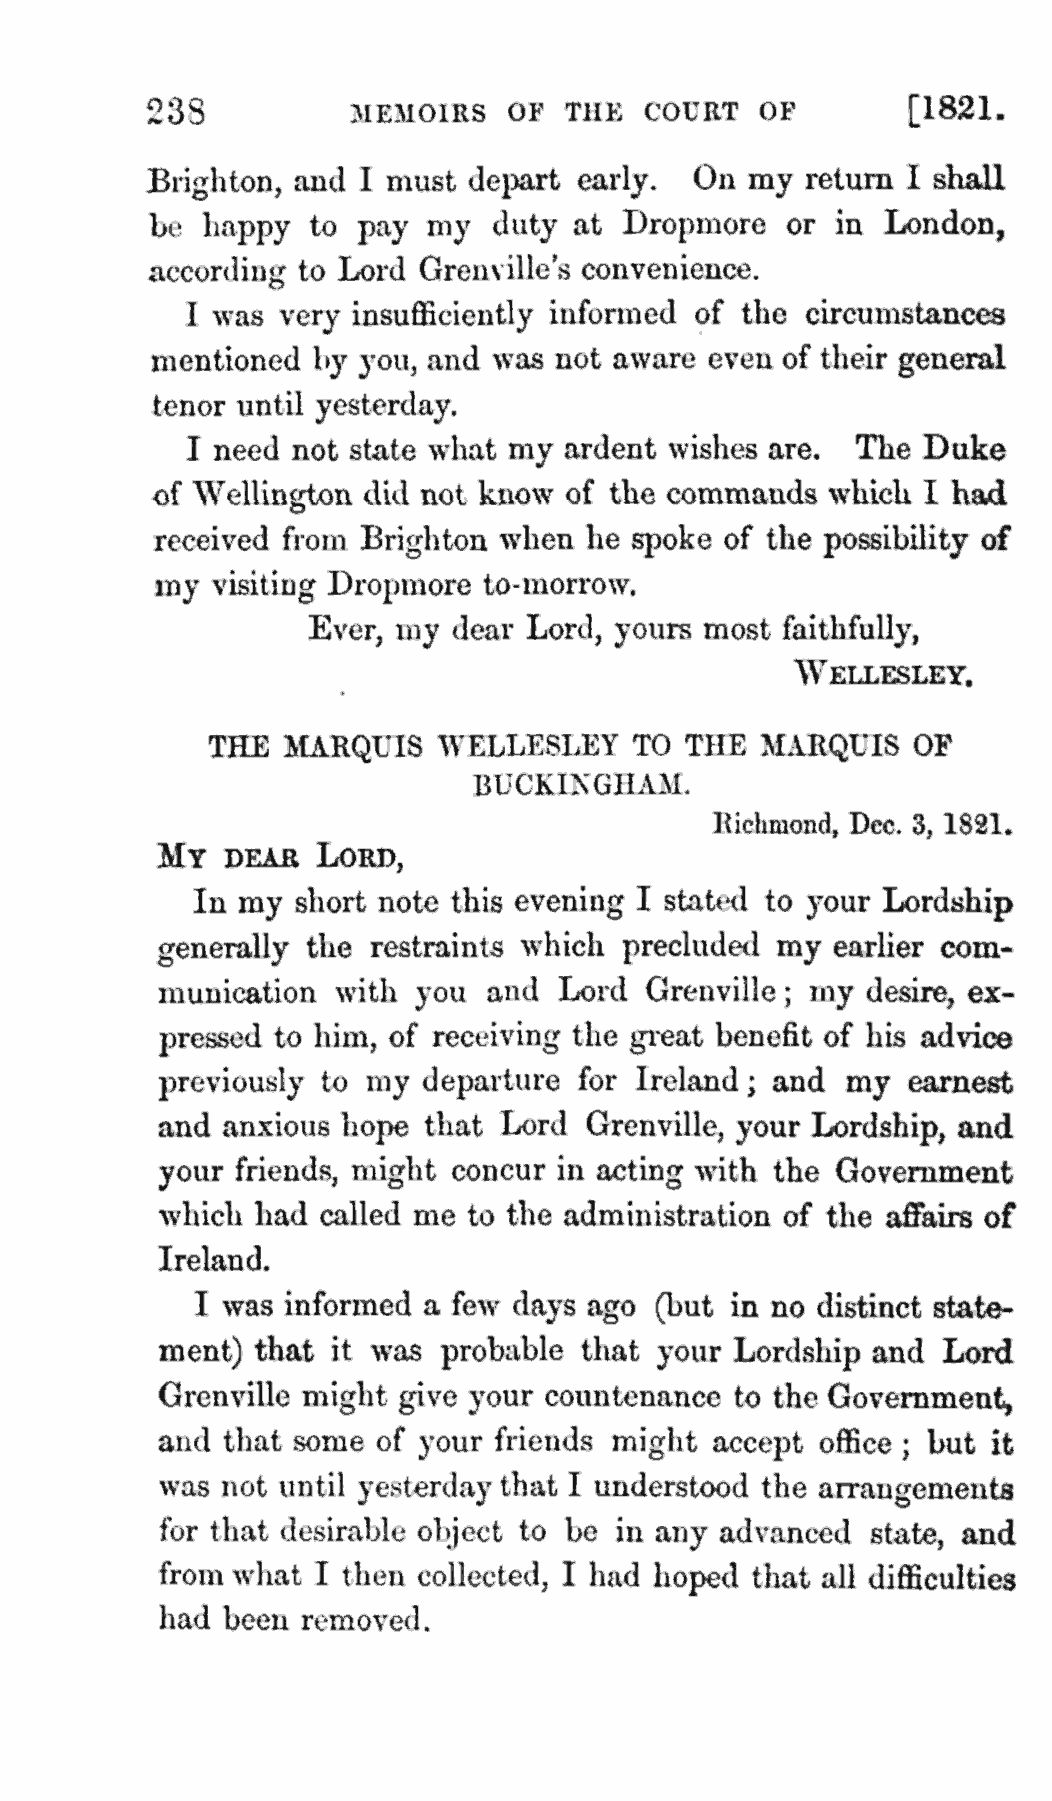 238 MEMOIRS OF THE COURT OF [1821.
Brighton, and I must depart early. On my return I shall
be happy to pay my duty at Dropmore or in London,
according to Lord Grenville's convenience.
I was very insufficiently informed of the circumstances
mentioned by you, and was not aware even of their general
tenor until yesterday.
I need not state what my ardent wishes are. The Duke
of Wellington did not know of the commands which I had
received from Brighton when he spoke of the possibility of
my visiting Dropmore to-morrow.
Ever, my dear Lord, yours most faithfully,
WELLESLEY.
THE MARQUIS WELLESLEY TO THE MARQUIS OF
BUCKINGHAM.
Richmond, Dec. 3, 1821.
MY DEAR LORD,
In my short note this evening I stated to your Lordship
generally the restraints which precluded my earlier com-
munication with you and Lord Grenville; my desire, ex-
pressed to him, of receiving the great benefit of his advice
previously to my departure for Ireland; and my earnest
and anxious hope that Lord Grenville, your Lordship, and
your friends, might concur in acting with the Government
which had called me to the administration of the affairs of
Ireland.
I was informed a few days ago (but in no distinct state-
ment) that it was probable that your Lordship and Lord
Grenville might give your countenance to the Government,
and that some of your friends might accept office; but it
was not until yesterday that I understood the arrangements
for that desirable object to be in any advanced state, and
from what I then collected, I had hoped that all difficulties
had been removed.